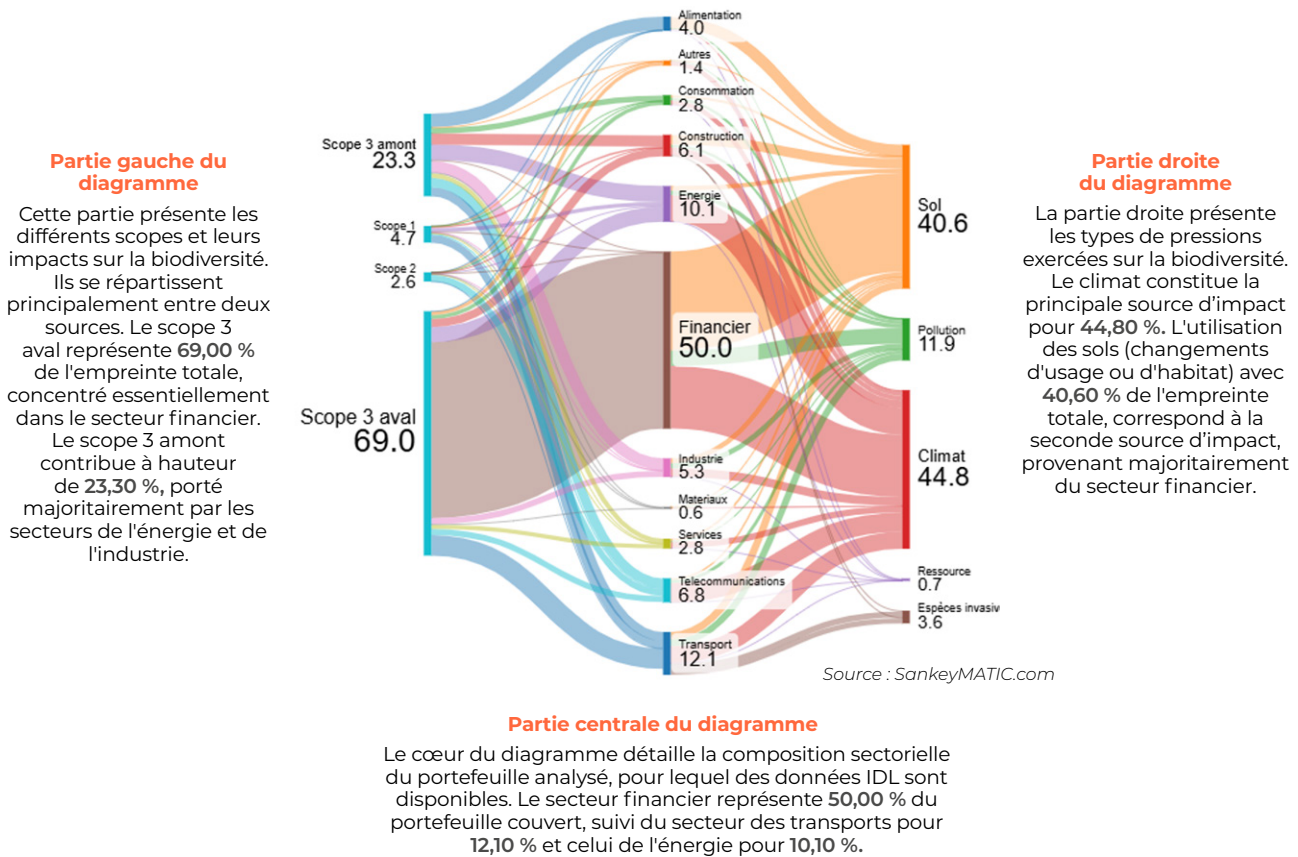 Partie gauche du
diagramme
Cette partie présente les
différents scopes et leurs
impacts sur la biodiversité.
Ils se répartissent
principalement entre deux
sources. Le scope 3
aval représente 69,00 %
de l'empreinte totale,
concentré essentiellement
dans le secteur financier.
Le scope 3 amont
contribue à hauteur
de 23,30 %, porté
majoritairement par les
secteurs de l'énergie et de
l'industrie.
Scope 3 amont
23.3
Scope 1
4.7
Scope 2
2.6
Scope 3 aval
69.0
Alimentation
4.0
Autres
1.4
Consommation
2.8
Construction
6.1
Energie
10.1
Financier
50.0
Industrie
5.3
Materiaux
0.6
Services
2.8
Telecommunications
6.8
Transport
12.1
Sol
40.6
Pollution
11.9
Climat
44.8
Ressource
0.7
Espèces invasiv
3.6
Source : SankeyMATIC.com
Partie droite
du diagramme
La partie droite présente
les types de pressions
exercées sur la biodiversité.
Le climat constitue la
principale source d’impact
pour 44,80 %. L'utilisation
des sols (changements
d'usage ou d'habitat) avec
40,60 % de l'empreinte
totale, correspond à la
seconde source d’impact,
provenant majoritairement
du secteur financier.
Partie centrale du diagramme
Le cœur du diagramme détaille la composition sectorielle
du portefeuille analysé, pour lequel des données IDL sont
disponibles. Le secteur financier représente 50,00 % du
portefeuille couvert, suivi du secteur des transports pour
12,10 % et celui de l'énergie pour 10,10 %.